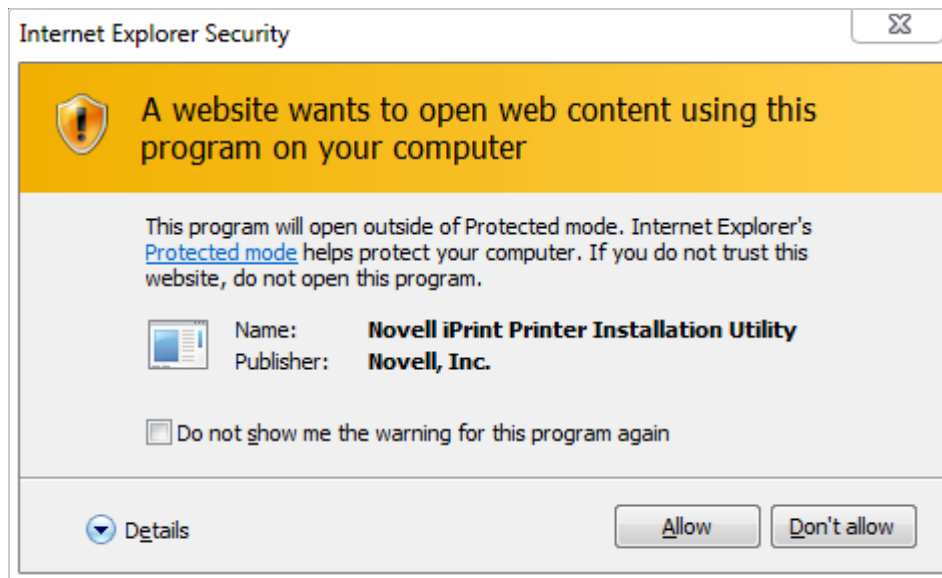 Internet Explorer Security
A website wants to open web content using this
program on your computer
This program will open outside of Protected mode. Internet Explorer's
Protected mode helps protect your computer. If you do not trust this
website, do not open this program.
Name: Novell iPrint Printer Installation Utility
Publisher: Novell, Inc.
Do not show me the warning for this program again
Details Allow Don't allow